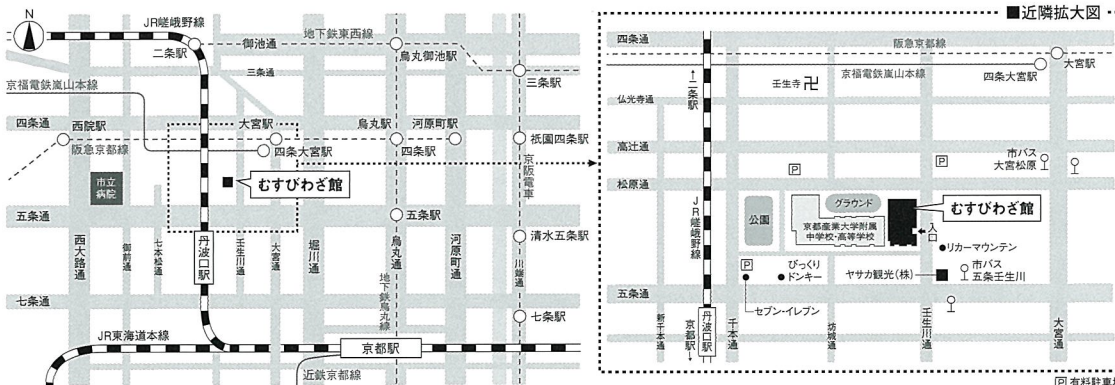 N
JR嵯峨野線
二条駅
御池通
地下鉄東西線
烏丸御池駅
三条通
三条駅
京福電鉄嵐山本線
四条通
西院駅
大宮駅
烏丸駅
河原町駅
祇園四条駅
阪急京都線
四条大宮駅
四条駅
京阪電車
市立
病院
むすびわざ館
五条通
五条駅
清水五条駅
西大路通
御前通
七本松通
丹波口駅
壬生川通
大宮通
堀川通
烏丸通
地下鉄烏丸線
河原町通
川端通
七条通
七条駅
JR東海道本線
京都駅
近鉄京都線
■近隣拡大図
四条通
阪急京都線
大宮駅
京福電鉄嵐山本線
四条大宮駅
←二条駅
壬生寺卍
仏光寺通
高辻通
市バス
大宮松原
P
P
松原通
JR嵯峨野線
公園
グラウンド
京都産業大学附属
中学校・高等学校
むすびわざ館
入口
リカーマウンテン
P
びっくり
ドンキー
ヤサカ観光(株)
市バス
五条壬生川
五条通
セブン-イレブン
新千本通
京都駅→
丹波口駅
千本通
坊城通
壬生川通
大宮通
P 有料駐車場